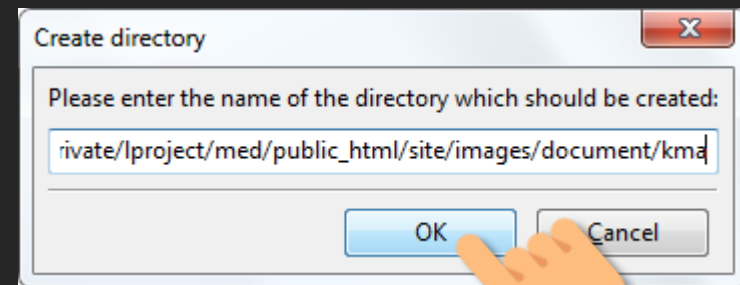 Create directory
Please enter the name of the directory which should be created:
rivate/lproject/med/public_html/site/images/document/kma
OK
Cancel